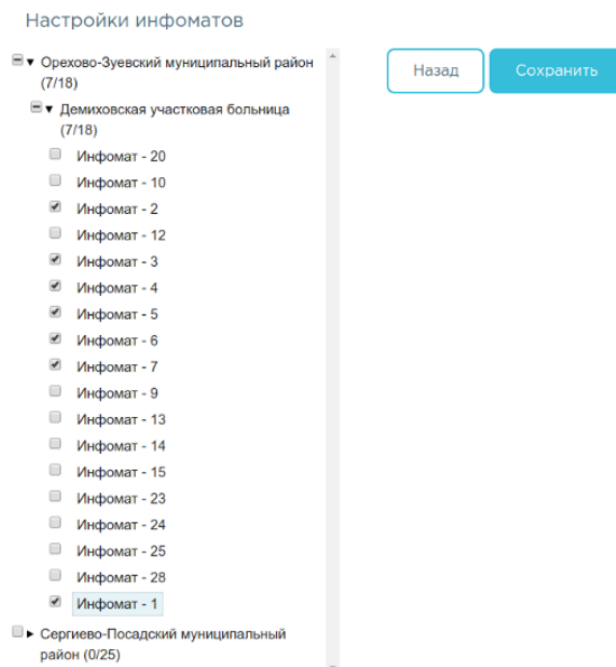 Настройки инфоматов
Орехово-Зуевский муниципальный район
(7/18)
Назад
Сохранить
Демиховская участковая больница
(7/18)
Инфомат - 20
Инфомат - 10
Инфомат - 2
Инфомат - 12
Инфомат - 3
Инфомат - 4
Инфомат - 5
Инфомат - 6
Инфомат - 7
Инфомат - 9
Инфомат - 13
Инфомат - 14
Инфомат - 15
Инфомат - 23
Инфомат - 24
Инфомат - 25
Инфомат - 28
Инфомат - 1
Сергиево-Посадский муниципальный
район (0/25)